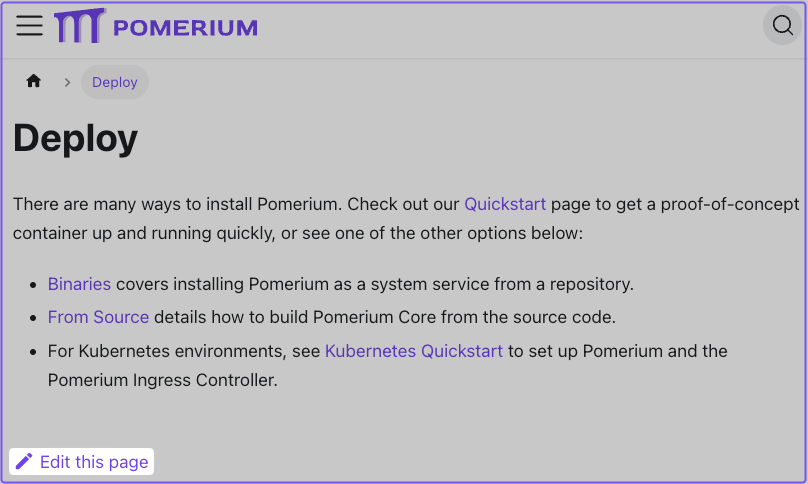 POMERIUM
Deploy
Deploy
There are many ways to install Pomerium. Check out our Quickstart page to get a proof-of-concept
container up and running quickly, or see one of the other options below:
Binaries covers installing Pomerium as a system service from a repository.
From Source details how to build Pomerium Core from the source code.
For Kubernetes environments, see Kubernetes Quickstart to set up Pomerium and the
Pomerium Ingress Controller.
Edit this page